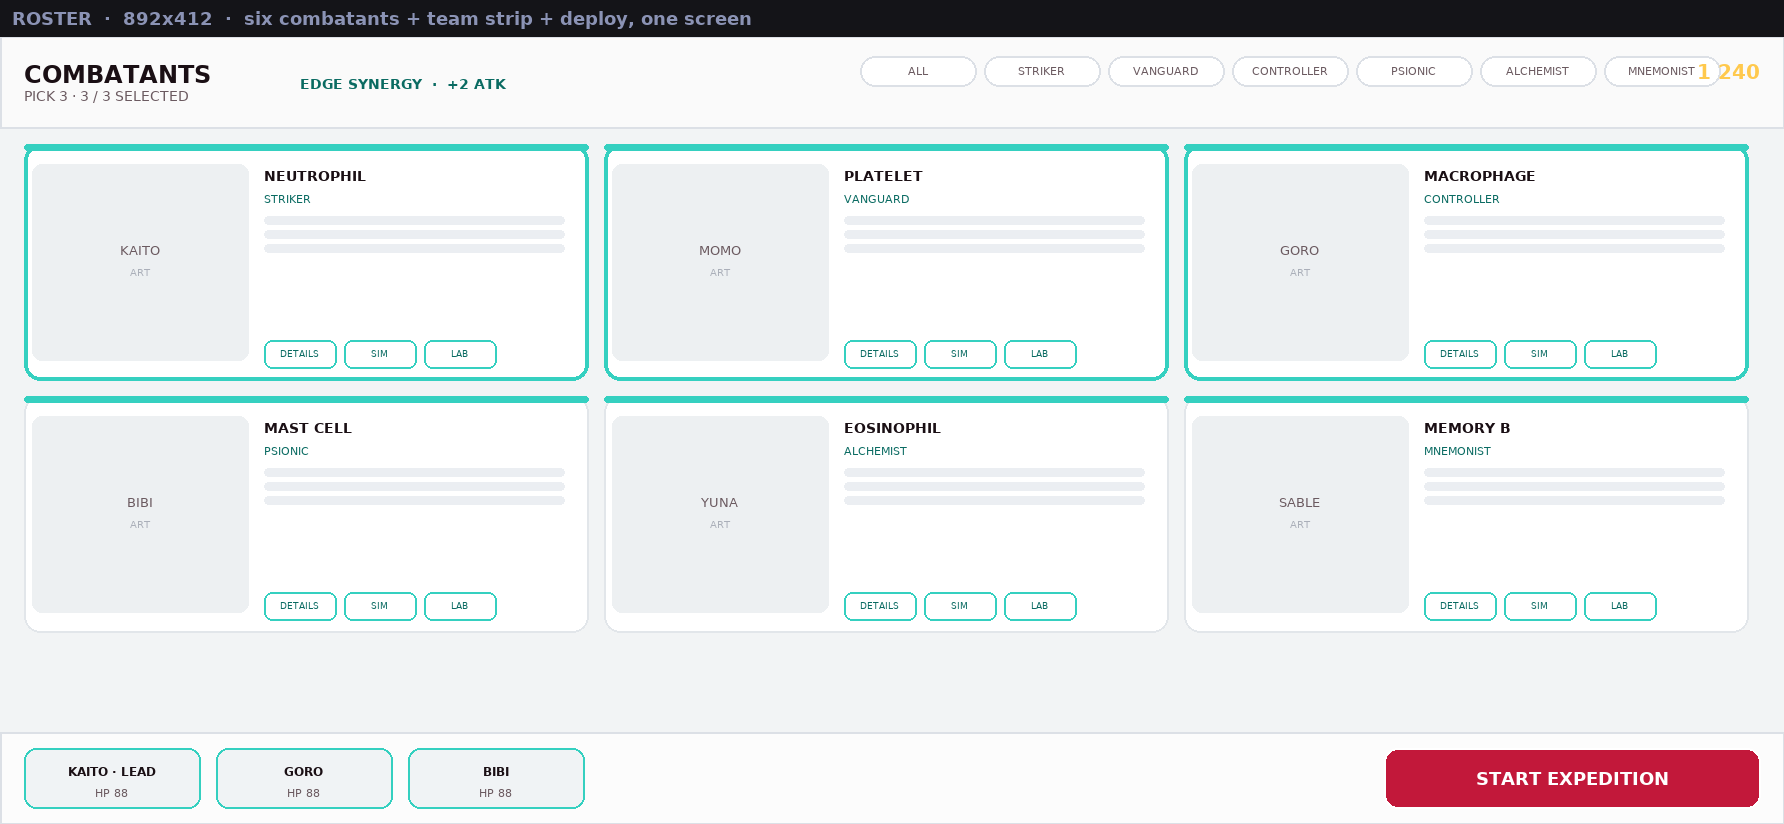 ROSTER · 892x412 · six combatants + team strip + deploy, one screen
COMBATANTS
PICK 3 · 3 / 3 SELECTED
EDGE SYNERGY · +2 ATK
ALL
STRIKER
VANGUARD
CONTROLLER
PSIONIC
ALCHEMIST
MNEMONIST
1 240
KAITO
ART
NEUTROPHIL
STRIKER
DETAILS
SIM
LAB
MOMO
ART
PLATELET
VANGUARD
DETAILS
SIM
LAB
GORO
ART
MACROPHAGE
CONTROLLER
DETAILS
SIM
LAB
BIBI
ART
MAST CELL
PSIONIC
DETAILS
SIM
LAB
YUNA
ART
EOSINOPHIL
ALCHEMIST
DETAILS
SIM
LAB
SABLE
ART
MEMORY B
MNEMONIST
DETAILS
SIM
LAB
KAITO · LEAD
HP 88
GORO
HP 88
BIBI
HP 88
START EXPEDITION